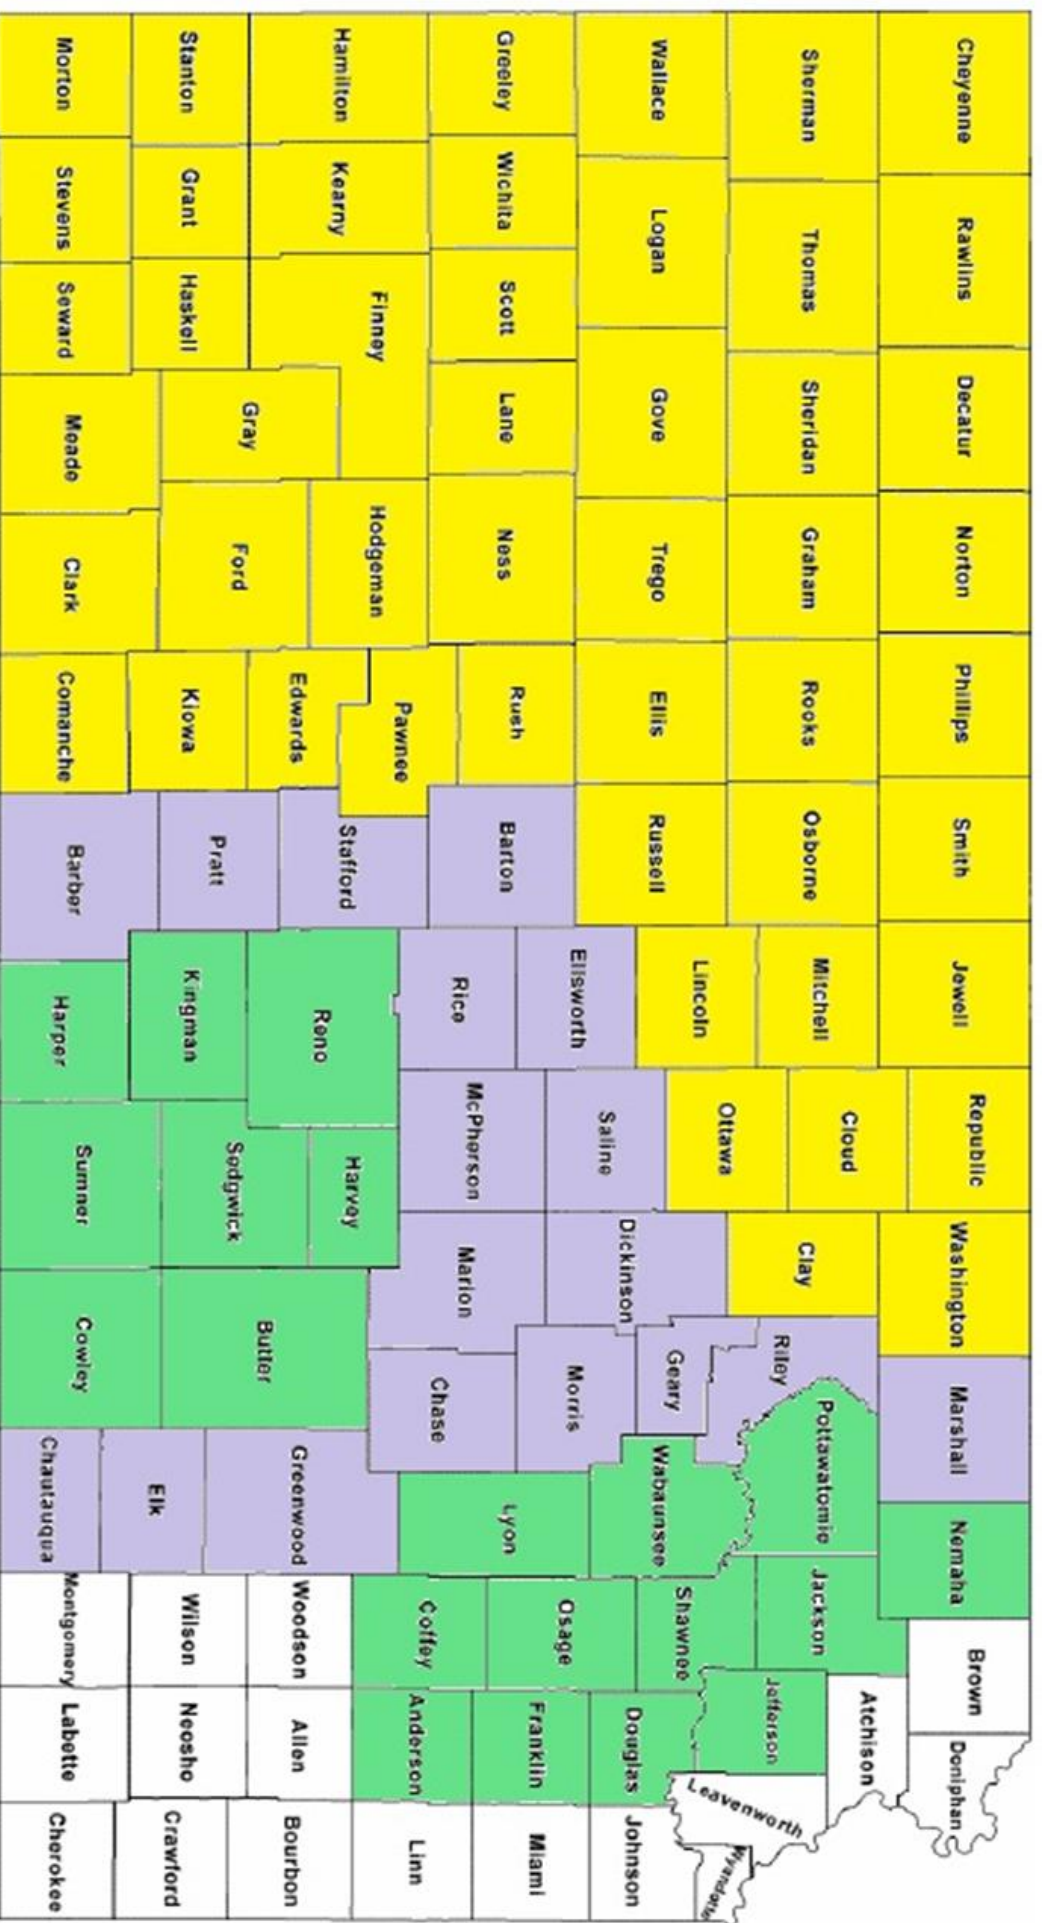 Cheyenne
Rawlins
Decatur
Norton
Phillips
Smith
Jewell
Republic
Washington
Marshall
Nemaha
Brown
Doniphan
Sherman
Thomas
Sheridan
Graham
Rooks
Osborne
Mitchell
Cloud
Clay
Riley
Pottawatomie
Jackson
Atchison
Jefferson
Leavenworth
Wyandotte
Wallace
Logan
Gove
Trego
Ellis
Russell
Lincoln
Ottawa
Saline
Dickinson
Geary
Wabaunsee
Shawnee
Douglas
Johnson
Greeley
Wichita
Scott
Lane
Ness
Rush
Barton
Ellsworth
Rice
McPherson
Marion
Morris
Chase
Lyon
Osage
Franklin
Miami
Hamilton
Kearny
Finney
Hodgeman
Pawnee
Stafford
Reno
Harvey
Butler
Greenwood
Coffey
Anderson
Linn
Gray
Ford
Edwards
Woodson
Allen
Bourbon
Stanton
Grant
Haskell
Kiowa
Pratt
Kingman
Sedgwick
Elk
Wilson
Neosho
Crawford
Morton
Stevens
Seward
Meade
Clark
Comanche
Barber
Harper
Sumner
Cowley
Chautauqua
Montgomery
Labette
Cherokee